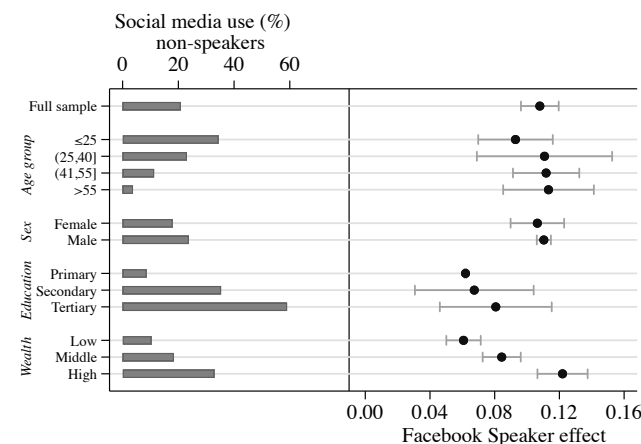 Social media use (%)
non-speakers
0 20 40 60
Full sample
Age group
≤25
(25,40]
(41,55]
>55
Sex
Female
Male
Education
Primary
Secondary
Tertiary
Wealth
Low
Middle
High
0.00 0.04 0.08 0.12 0.16
Facebook Speaker effect